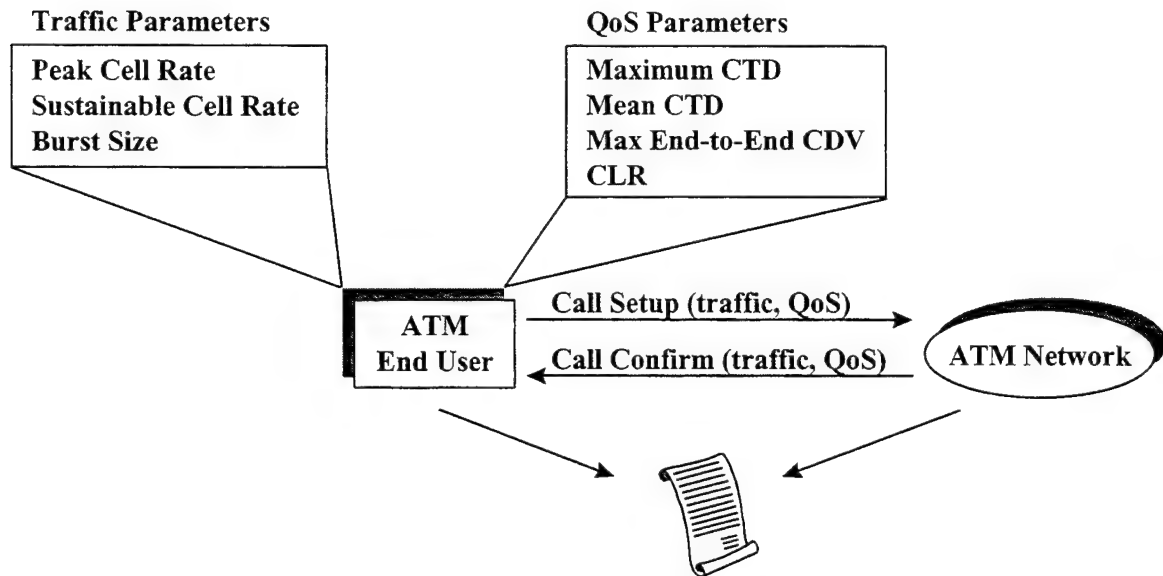 Traffic Parameters
Peak Cell Rate
Sustainable Cell Rate
Burst Size
QoS Parameters
Maximum CTD
Mean CTD
Max End-to-End CDV
CLR
ATM
End User
Call Setup (traffic, QoS)
Call Confirm (traffic, QoS)
ATM Network